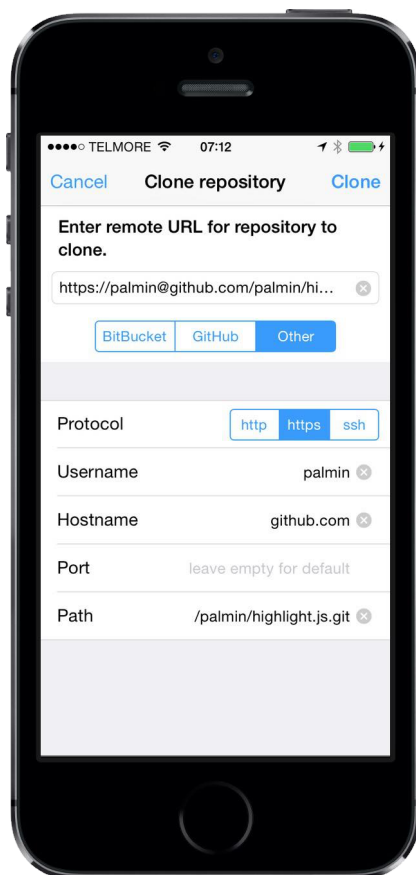 TELMORE 07:12
Cancel Clone repository Clone
Enter remote URL for repository to
clone.
https://palmin@github.com/palmin/hi...
BitBucket GitHub Other
Protocol http https ssh
Username palmin
Hostname github.com
Port leave empty for default
Path /palmin/highlight.js.git